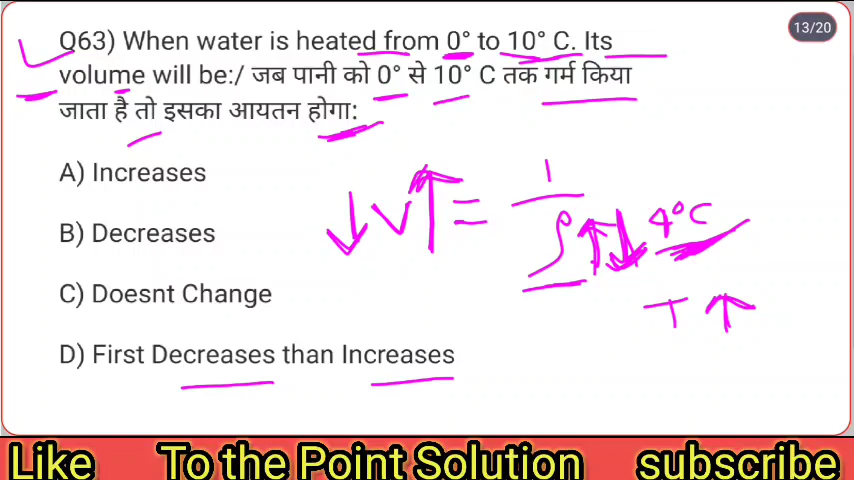 13/20
Q63) When water is heated from 0° to 10° C. Its
volume will be:/ जब पानी को 0° से 10° C तक गर्म किया
जाता है तो इसका आयतन होगा:
A) Increases
B) Decreases
C) Doesnt Change
D) First Decreases than Increases
↓V↑ = 1/ρ↑↓ 4°C
T↑
Like To the Point Solution subscribe